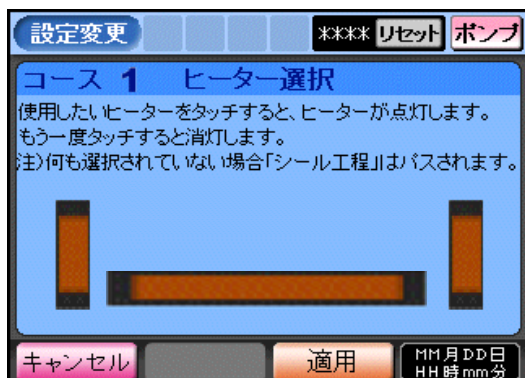 設定変更
**** リセット ポンプ
コース 1 ヒーター選択
使用したいヒーターをタッチすると、ヒーターが点灯します。
もう一度タッチすると消灯します。
注)何も選択されていない場合「シール工程」はパスされます。
キャンセル
適用
MM月DD日
HH時mm分